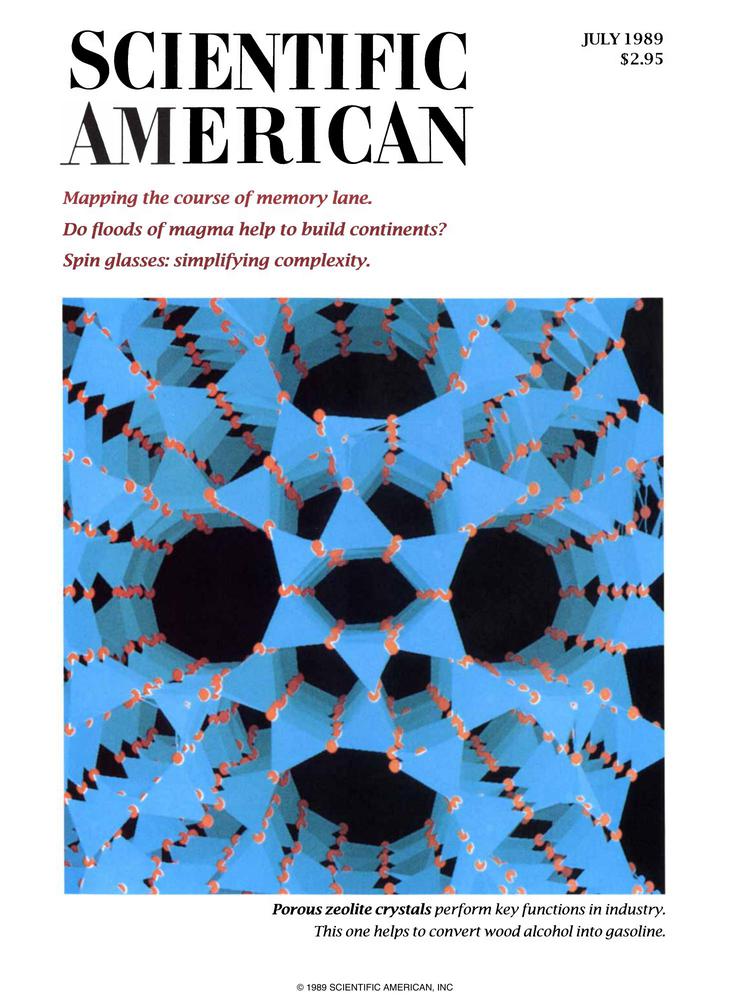 SCIENTIFIC
AMERICAN
JULY 1989
$2.95
Mapping the course of memory lane.
Do floods of magma help to build continents?
Spin glasses: simplifying complexity.
Porous zeolite crystals perform key functions in industry.
This one helps to convert wood alcohol into gasoline.
© 1989 SCIENTIFIC AMERICAN, INC